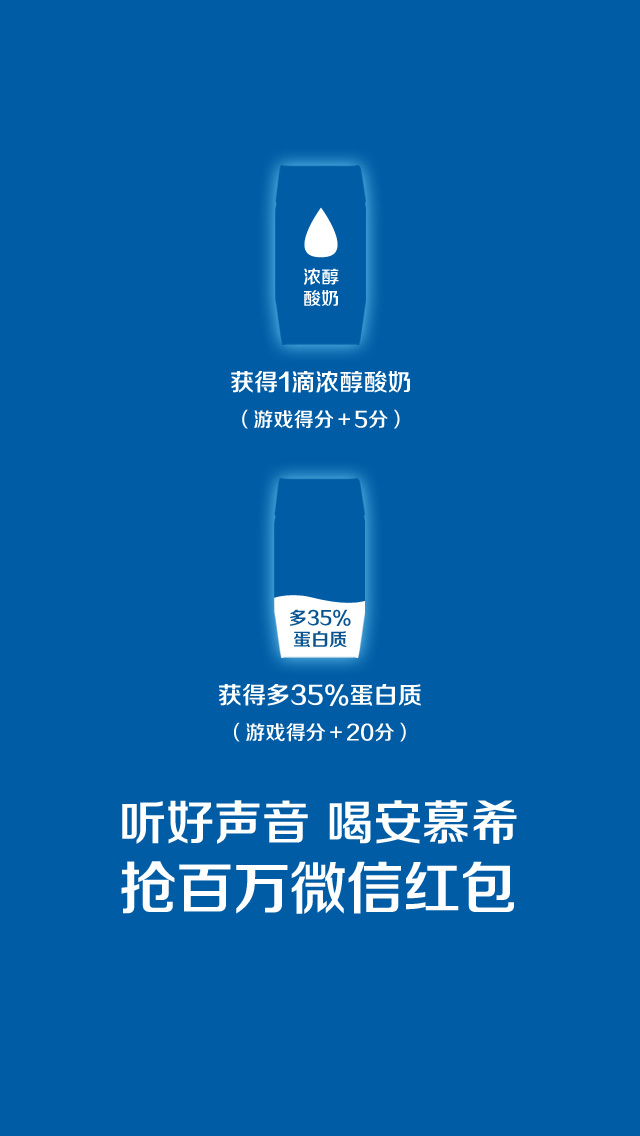 浓醇
酸奶
获得1滴浓醇酸奶
（游戏得分+5分）
多35%
蛋白质
获得多35%蛋白质
（游戏得分+20分）
听好声音 喝安慕希
抢百万微信红包